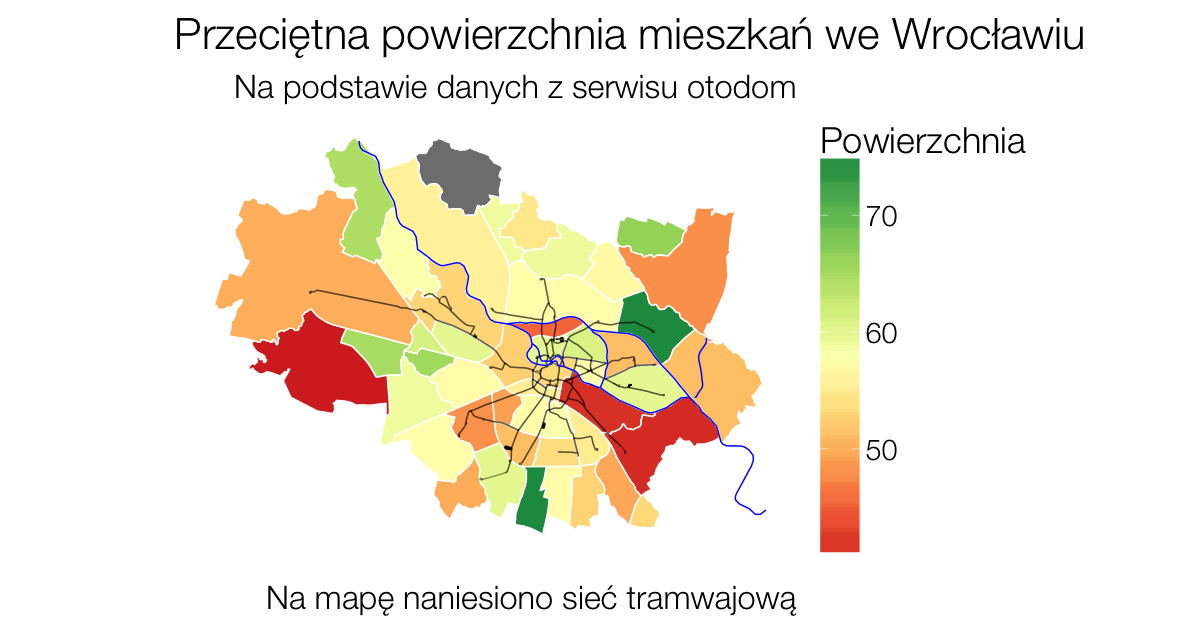 Przeciętna powierzchnia mieszkań we Wrocławiu
Na podstawie danych z serwisu otodom
Powierzchnia
70
60
50
Na mapę naniesiono sieć tramwajową